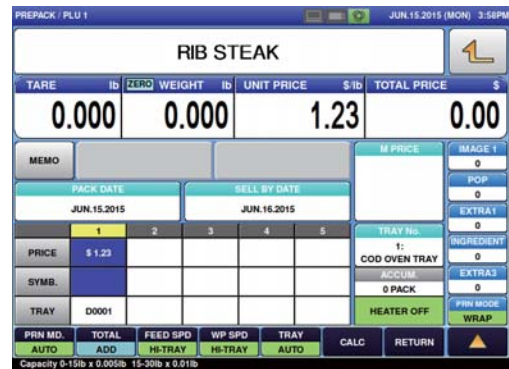 PREPACK / PLU 1 JUN.15.2015 (MON) 3:58PM
RIB STEAK
TARE lb ZERO WEIGHT lb UNIT PRICE $/lb TOTAL PRICE $
0.000 0.000 1.23 0.00
MEMO M PRICE IMAGE 1
0
POP
0
PACK DATE SELL BY DATE
JUN.15.2015 JUN.16.2015
EXTRA1
0
1 2 3 4 5 TRAY No.
PRICE $ 1.23 1:
COD OVEN TRAY
INGREDIENT
0
SYMB. ACCUM.
0 PACK
EXTRA3
0
TRAY D0001 HEATER OFF
PRN MODE
WRAP
PRN MD. TOTAL FEED SPD WP SPD TRAY CALC RETURN
AUTO ADD HI-TRAY HI-TRAY AUTO
Capacity 0-15lb x 0.005lb 15-30lb x 0.01lb